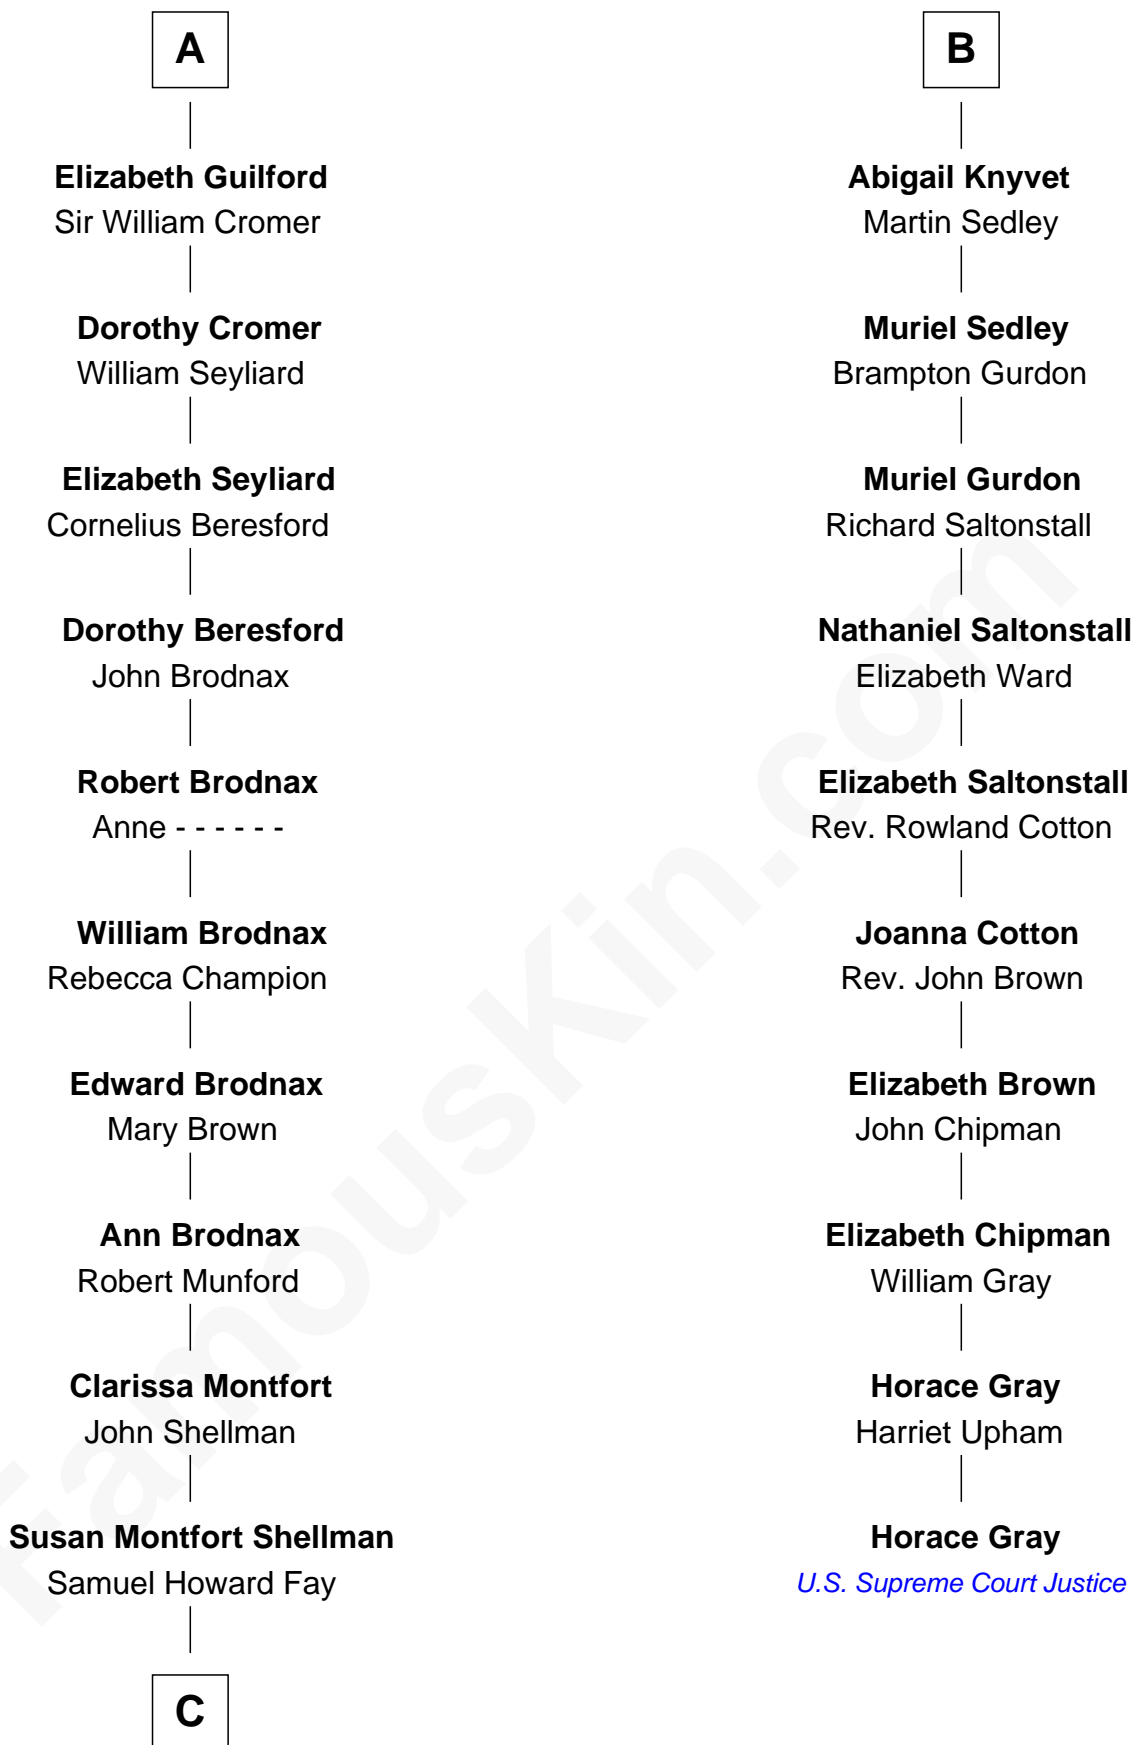 A
Elizabeth Guilford
Sir William Cromer
Dorothy Cromer
William Seyliard
Elizabeth Seyliard
Cornelius Beresford
Dorothy Beresford
John Brodnax
Robert Brodnax
Anne - - - - - -
William Brodnax
Rebecca Champion
Edward Brodnax
Mary Brown
Ann Brodnax
Robert Munford
Clarissa Montfort
John Shellman
Susan Montfort Shellman
Samuel Howard Fay
C
B
Abigail Knyvet
Martin Sedley
Muriel Sedley
Brampton Gurdon
Muriel Gurdon
Richard Saltonstall
Nathaniel Saltonstall
Elizabeth Ward
Elizabeth Saltonstall
Rev. Rowland Cotton
Joanna Cotton
Rev. John Brown
Elizabeth Brown
John Chipman
Elizabeth Chipman
William Gray
Horace Gray
Harriet Upham
Horace Gray
U.S. Supreme Court Justice
FamousKin.com